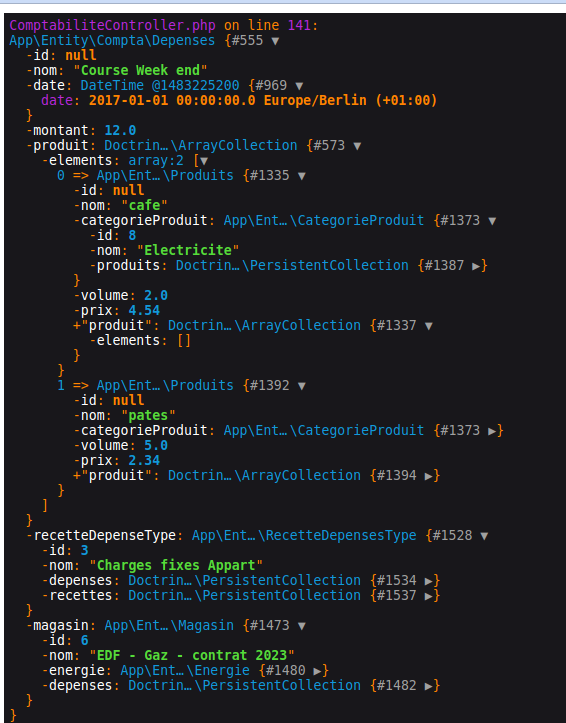 ComptabiliteController.php on line 141:
App\Entity\Compta\Depenses {#555 ▼
  -id: null
  -nom: "Course Week end"
  -date: DateTime @1483225200 {#969 ▼
    date: 2017-01-01 00:00:00.0 Europe/Berlin (+01:00)
  }
  -montant: 12.0
  -produit: Doctrin…\ArrayCollection {#573 ▼
    -elements: array:2 [▼
      0 => App\Ent…\Produits {#1335 ▼
        -id: null
        -nom: "cafe"
        -categorieProduit: App\Ent…\CategorieProduit {#1373 ▼
          -id: 8
          -nom: "Electricite"
          -produits: Doctrin…\PersistentCollection {#1387 ▶}
        }
        -volume: 2.0
        -prix: 4.54
        +"produit": Doctrin…\ArrayCollection {#1337 ▼
          -elements: []
        }
      }
      1 => App\Ent…\Produits {#1392 ▼
        -id: null
        -nom: "pates"
        -categorieProduit: App\Ent…\CategorieProduit {#1373 ▶}
        -volume: 5.0
        -prix: 2.34
        +"produit": Doctrin…\ArrayCollection {#1394 ▶}
      }
    ]
  }
  -recetteDepenseType: App\Ent…\RecetteDepensesType {#1528 ▼
    -id: 3
    -nom: "Charges fixes Appart"
    -depenses: Doctrin…\PersistentCollection {#1534 ▶}
    -recettes: Doctrin…\PersistentCollection {#1537 ▶}
  }
  -magasin: App\Ent…\Magasin {#1473 ▼
    -id: 6
    -nom: "EDF - Gaz - contrat 2023"
    -energie: App\Ent…\Energie {#1480 ▶}
    -depenses: Doctrin…\PersistentCollection {#1482 ▶}
  }
}